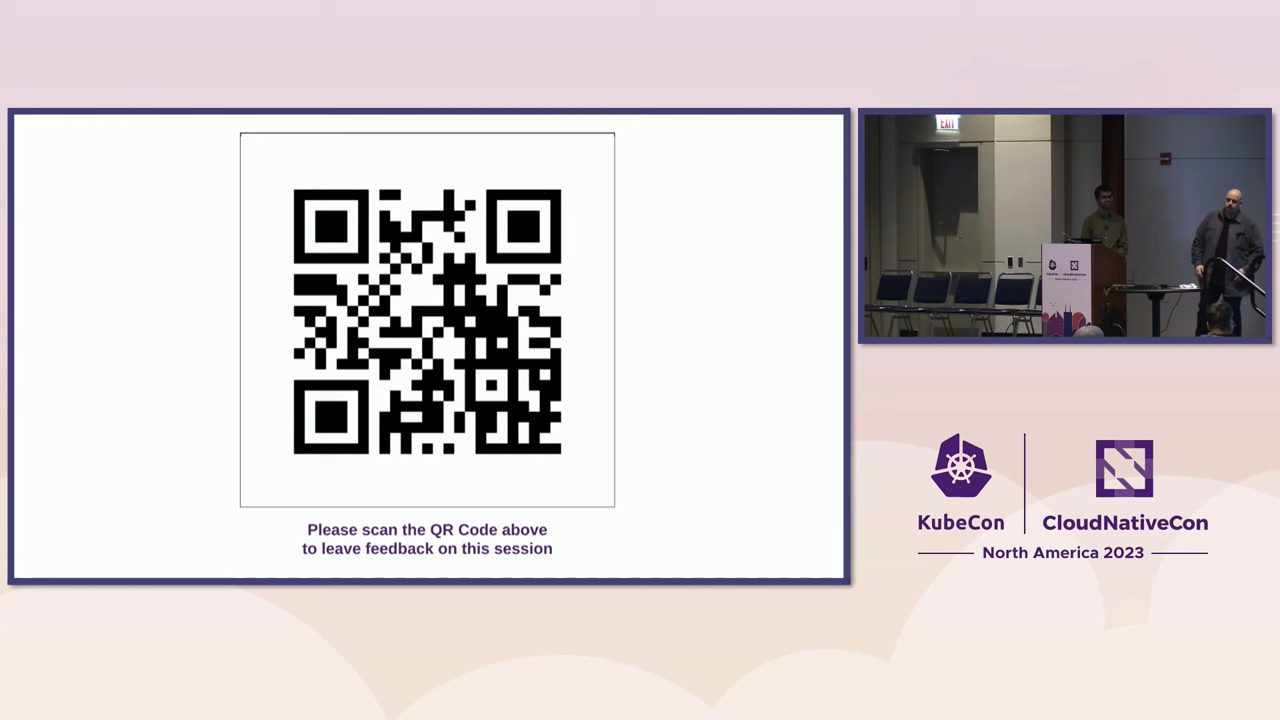 Please scan the QR Code above
to leave feedback on this session
EXIT
KubeCon
CloudNativeCon
North America 2023